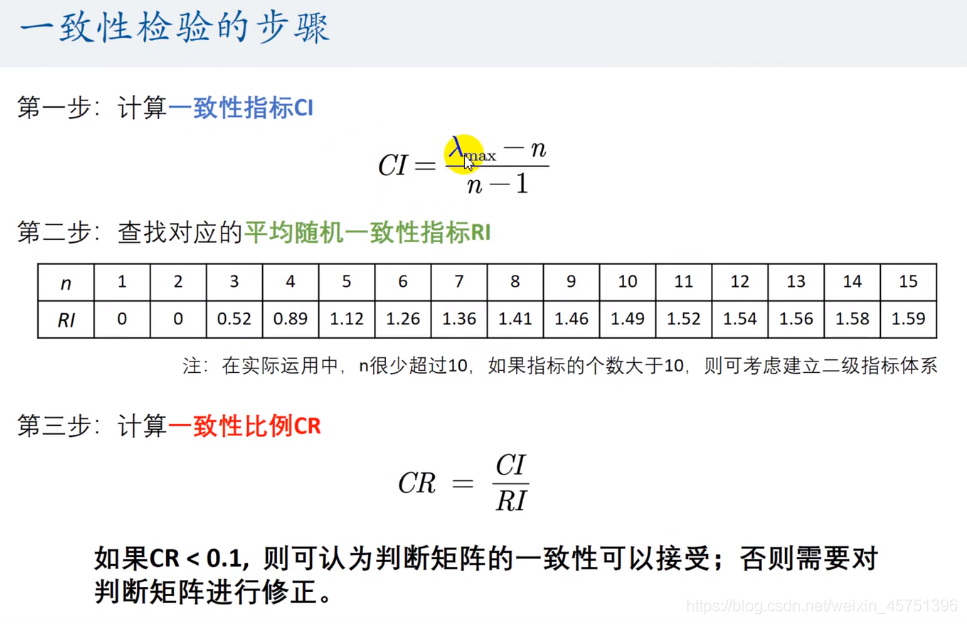 一致性检验的步骤
第一步：计算一致性指标CI
CI = (λmax − n) / (n − 1)
第二步：查找对应的平均随机一致性指标RI
n 1 2 3 4 5 6 7 8 9 10 11 12 13 14 15
RI 0 0 0.52 0.89 1.12 1.26 1.36 1.41 1.46 1.49 1.52 1.54 1.56 1.58 1.59
注：在实际运用中，n很少超过10，如果指标的个数大于10，则可考虑建立二级指标体系
第三步：计算一致性比例CR
CR = CI / RI
如果CR < 0.1, 则可认为判断矩阵的一致性可以接受；否则需要对
判断矩阵进行修正。
https://blog.csdn.net/weixin_45751396